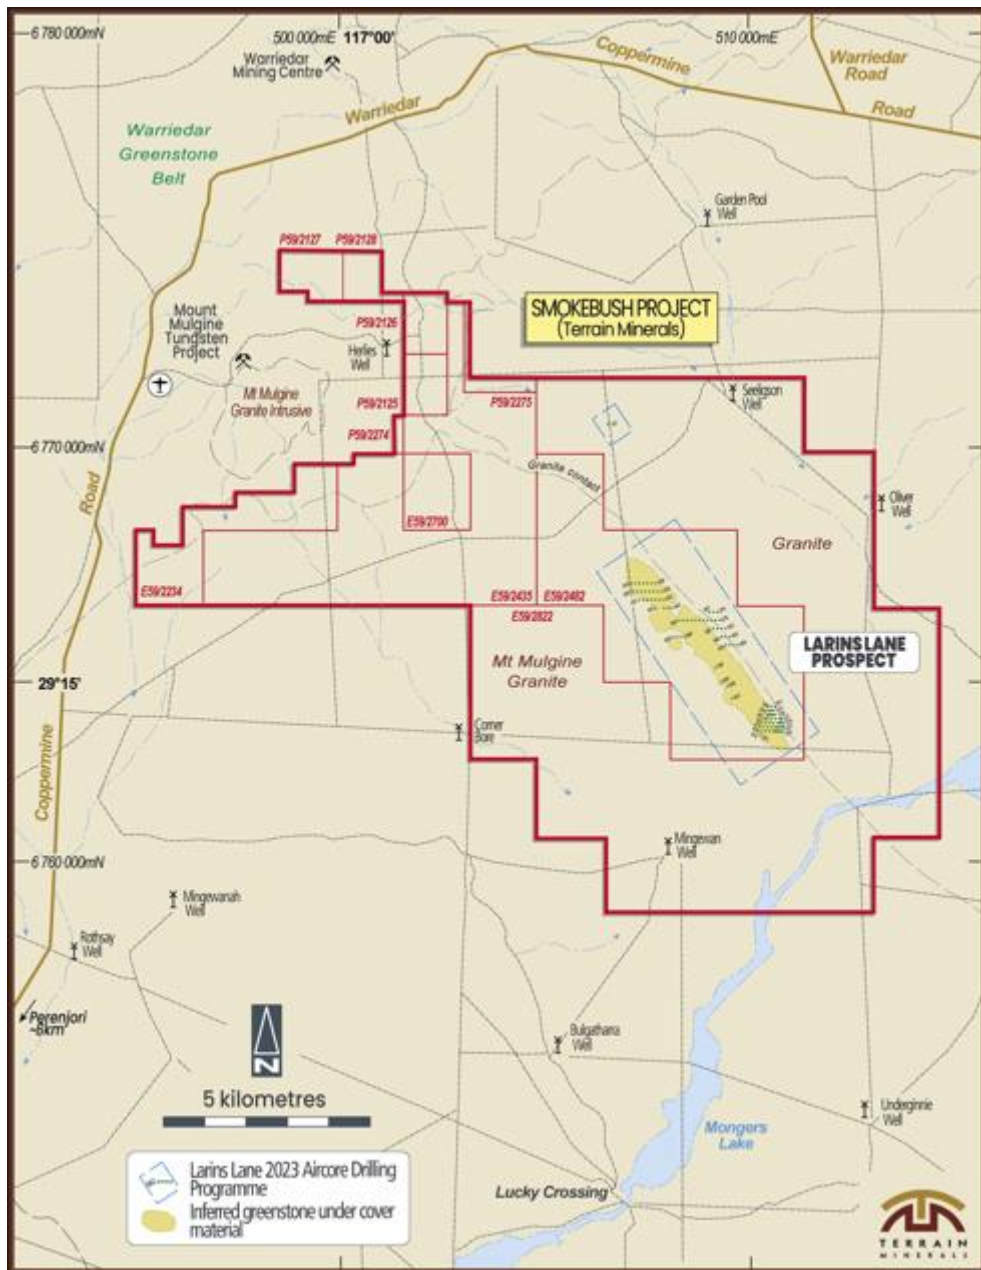 6 780 000mN
500 000mE 117°00'
510 000mE
Warriedar
Mining Centre
Coppermine
Warriedar
Road
Road
Warriedar
Warriedar
Greenstone
Belt
Garden Pool
Well
P59/2127
P59/2128
SMOKEBUSH PROJECT
(Terrain Minerals)
Mount
Mulgine
Tungsten
Project
P59/2126
Herlies
Well
Mt Mulgine
Granite Intrusive
P59/2125
P59/2275
Seeligson
Well
P59/2274
6 770 000mN
Granite contact
Road
Oliver
Well
E59/2700
Granite
E59/2234
E59/2435
E59/2482
E59/2822
LARINS LANE
PROSPECT
Mt Mulgine
Granite
29°15'
Corner
Bore
Coppermine
Mingewan
Well
6 760 000mN
Mingewanah
Well
Rothsay
Well
Perenjori
~6km
Bulgathana
Well
5 kilometres
N
Underginnie
Well
Mongers
Lake
Larins Lane 2023 Aircore Drilling
Programme
Inferred greenstone under cover
material
Lucky Crossing
TERRAIN
MINERALS